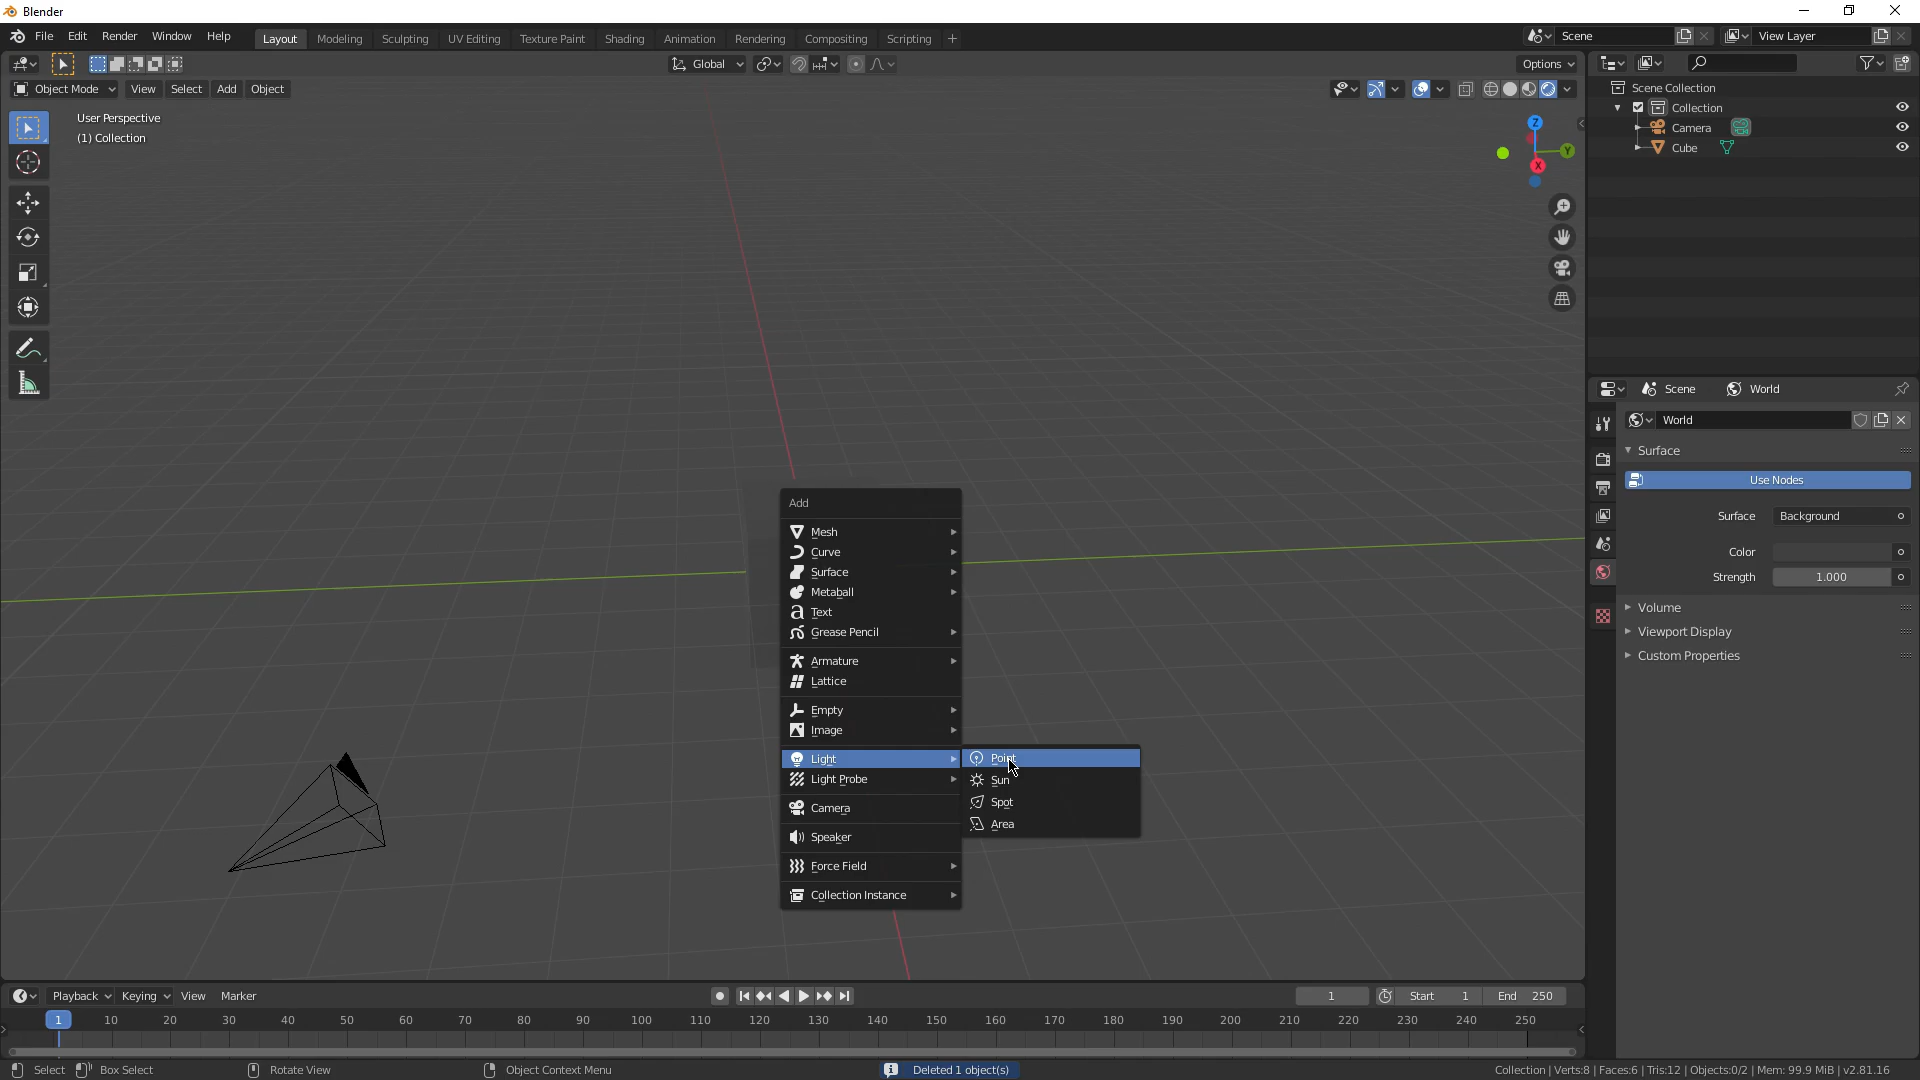 Blender
File Edit Render Window Help
Layout Modeling Sculpting UV Editing Texture Paint Shading Animation Rendering Compositing Scripting +
Scene
View Layer
Global
Options
Object Mode View Select Add Object
User Perspective
(1) Collection
Z
Y
X
Scene Collection
Collection
Camera
Cube
Scene World
World
Surface
Use Nodes
Surface Background
Color
Strength 1.000
Volume
Viewport Display
Custom Properties
Add
Mesh
Curve
Surface
Metaball
Text
Grease Pencil
Armature
Lattice
Empty
Image
Light
Light Probe
Camera
Speaker
Force Field
Collection Instance
Point
Sun
Spot
Area
Playback Keying View Marker
1 Start 1 End 250
1 10 20 30 40 50 60 70 80 90 100 110 120 130 140 150 160 170 180 190 200 210 220 230 240 250
Select Box Select Rotate View Object Context Menu Deleted 1 object(s) Collection | Verts:8 | Faces:6 | Tris:12 | Objects:0/2 | Mem: 99.9 MiB | v2.81.16